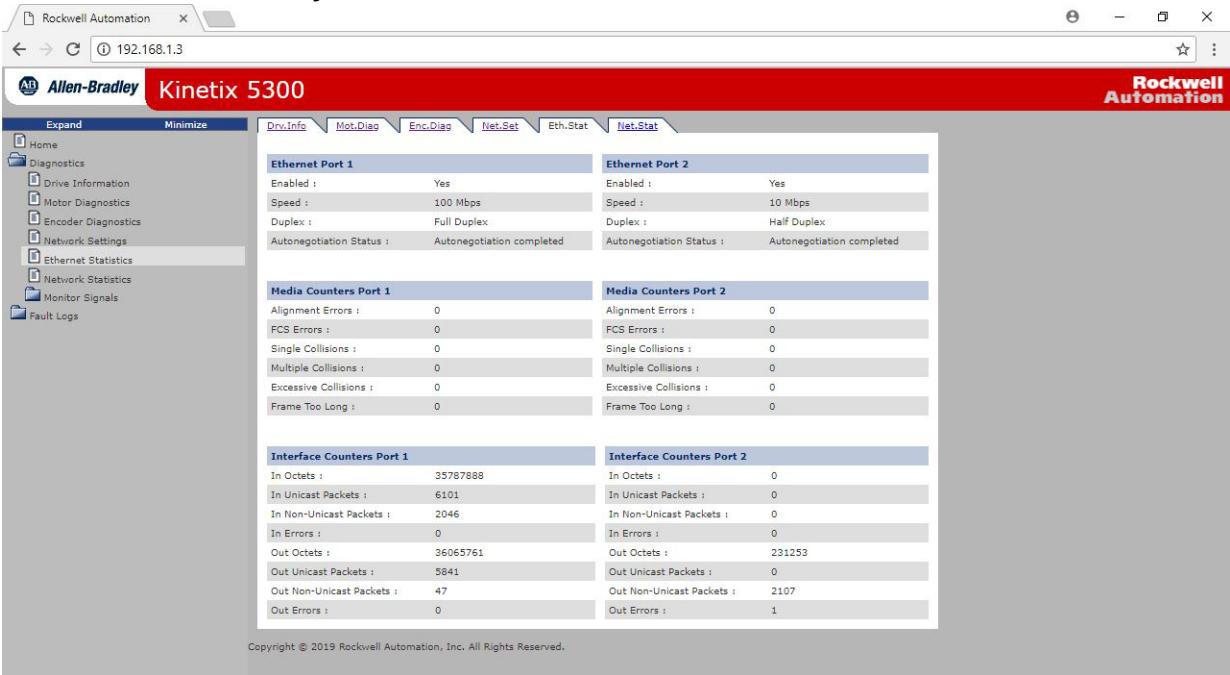 Rockwell Automation
192.168.1.3
AB Allen-Bradley Kinetix 5300 Rockwell Automation
Expand Minimize
Home
Diagnostics
Drive Information
Motor Diagnostics
Encoder Diagnostics
Network Settings
Ethernet Statistics
Network Statistics
Monitor Signals
Fault Logs
Drv.Info Mot.Diag Enc.Diag Net.Set Eth.Stat Net.Stat
Ethernet Port 1 Ethernet Port 2
Enabled : Yes Enabled : Yes
Speed : 100 Mbps Speed : 10 Mbps
Duplex : Full Duplex Duplex : Half Duplex
Autonegotiation Status : Autonegotiation completed Autonegotiation Status : Autonegotiation completed
Media Counters Port 1 Media Counters Port 2
Alignment Errors : 0 Alignment Errors : 0
FCS Errors : 0 FCS Errors : 0
Single Collisions : 0 Single Collisions : 0
Multiple Collisions : 0 Multiple Collisions : 0
Excessive Collisions : 0 Excessive Collisions : 0
Frame Too Long : 0 Frame Too Long : 0
Interface Counters Port 1 Interface Counters Port 2
In Octets : 35787888 In Octets : 0
In Unicast Packets : 6101 In Unicast Packets : 0
In Non-Unicast Packets : 2046 In Non-Unicast Packets : 0
In Errors : 0 In Errors : 0
Out Octets : 36065761 Out Octets : 231253
Out Unicast Packets : 5841 Out Unicast Packets : 0
Out Non-Unicast Packets : 47 Out Non-Unicast Packets : 2107
Out Errors : 0 Out Errors : 1
Copyright © 2019 Rockwell Automation, Inc. All Rights Reserved.